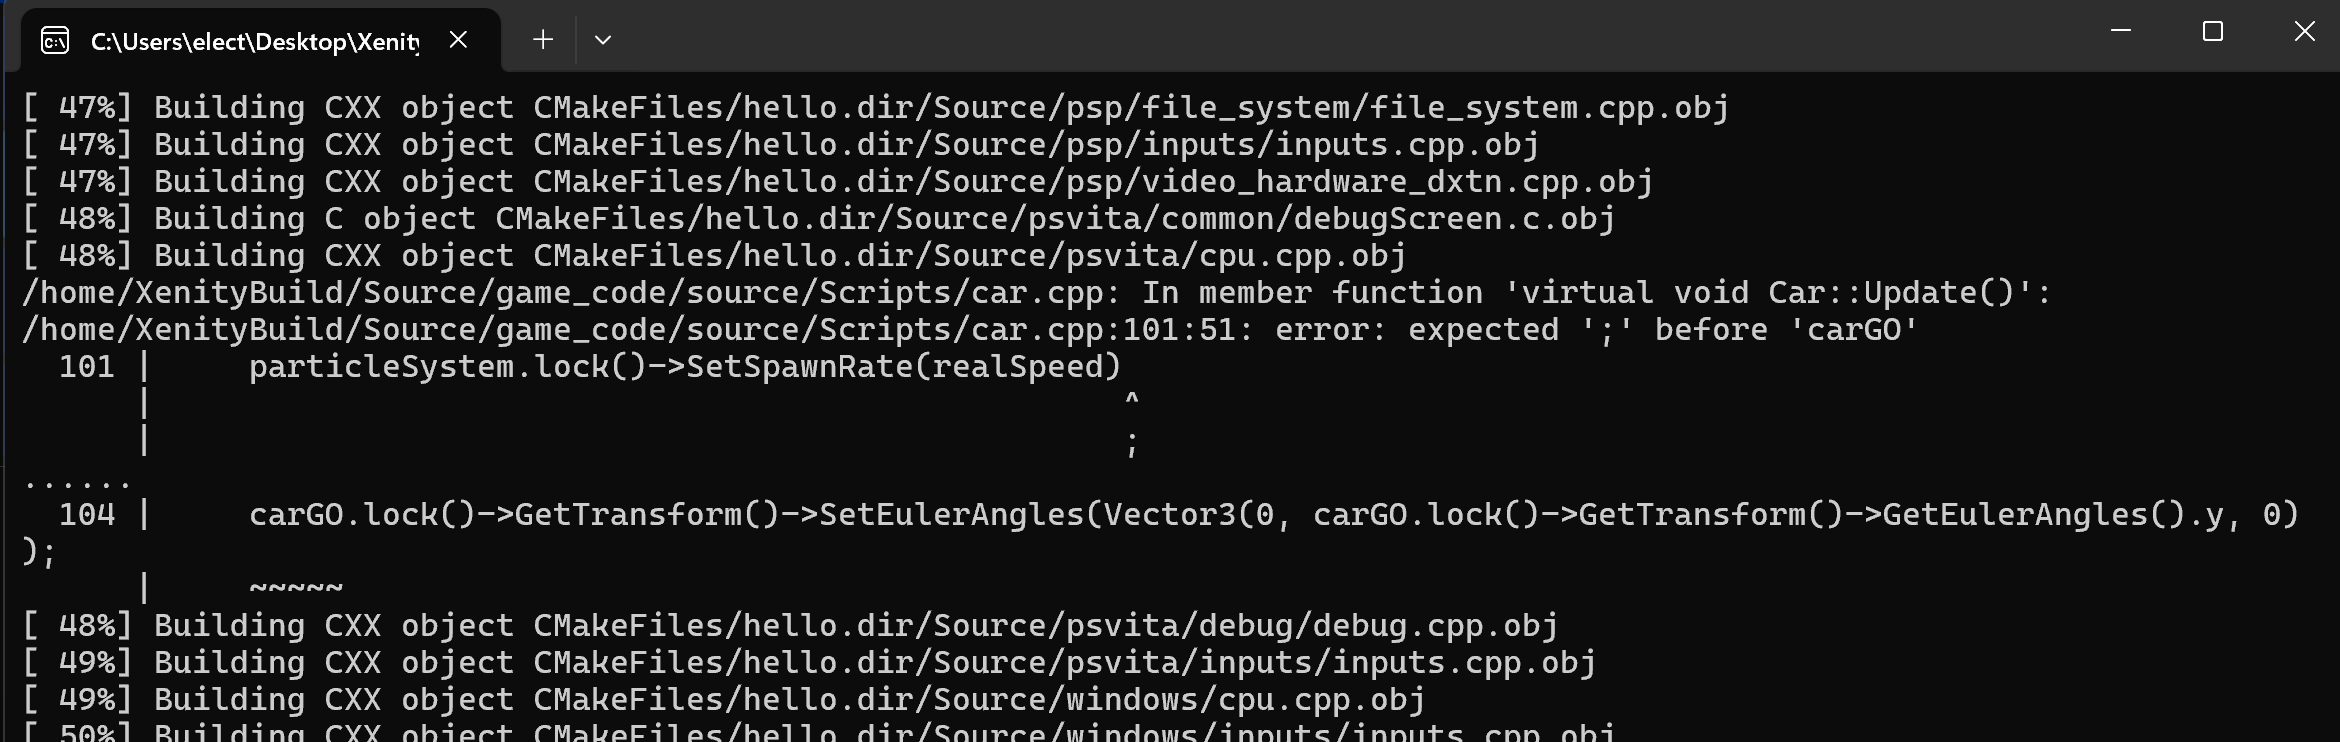 C:\Users\elect\Desktop\Xenity
[ 47%] Building CXX object CMakeFiles/hello.dir/Source/psp/file_system/file_system.cpp.obj
[ 47%] Building CXX object CMakeFiles/hello.dir/Source/psp/inputs/inputs.cpp.obj
[ 47%] Building CXX object CMakeFiles/hello.dir/Source/psp/video_hardware_dxtn.cpp.obj
[ 48%] Building C object CMakeFiles/hello.dir/Source/psvita/common/debugScreen.c.obj
[ 48%] Building CXX object CMakeFiles/hello.dir/Source/psvita/cpu.cpp.obj
/home/XenityBuild/Source/game_code/source/Scripts/car.cpp: In member function 'virtual void Car::Update()':
/home/XenityBuild/Source/game_code/source/Scripts/car.cpp:101:51: error: expected ';' before 'carGO'
  101 |     particleSystem.lock()->SetSpawnRate(realSpeed)
      |                                                   ^
      |                                                   ;
......
  104 |     carGO.lock()->GetTransform()->SetEulerAngles(Vector3(0, carGO.lock()->GetTransform()->GetEulerAngles().y, 0)
);
      |     ~~~~~
[ 48%] Building CXX object CMakeFiles/hello.dir/Source/psvita/debug/debug.cpp.obj
[ 49%] Building CXX object CMakeFiles/hello.dir/Source/psvita/inputs/inputs.cpp.obj
[ 49%] Building CXX object CMakeFiles/hello.dir/Source/windows/cpu.cpp.obj
[ 50%] Building CXX object CMakeFiles/hello.dir/Source/windows/inputs/inputs.cpp.obj